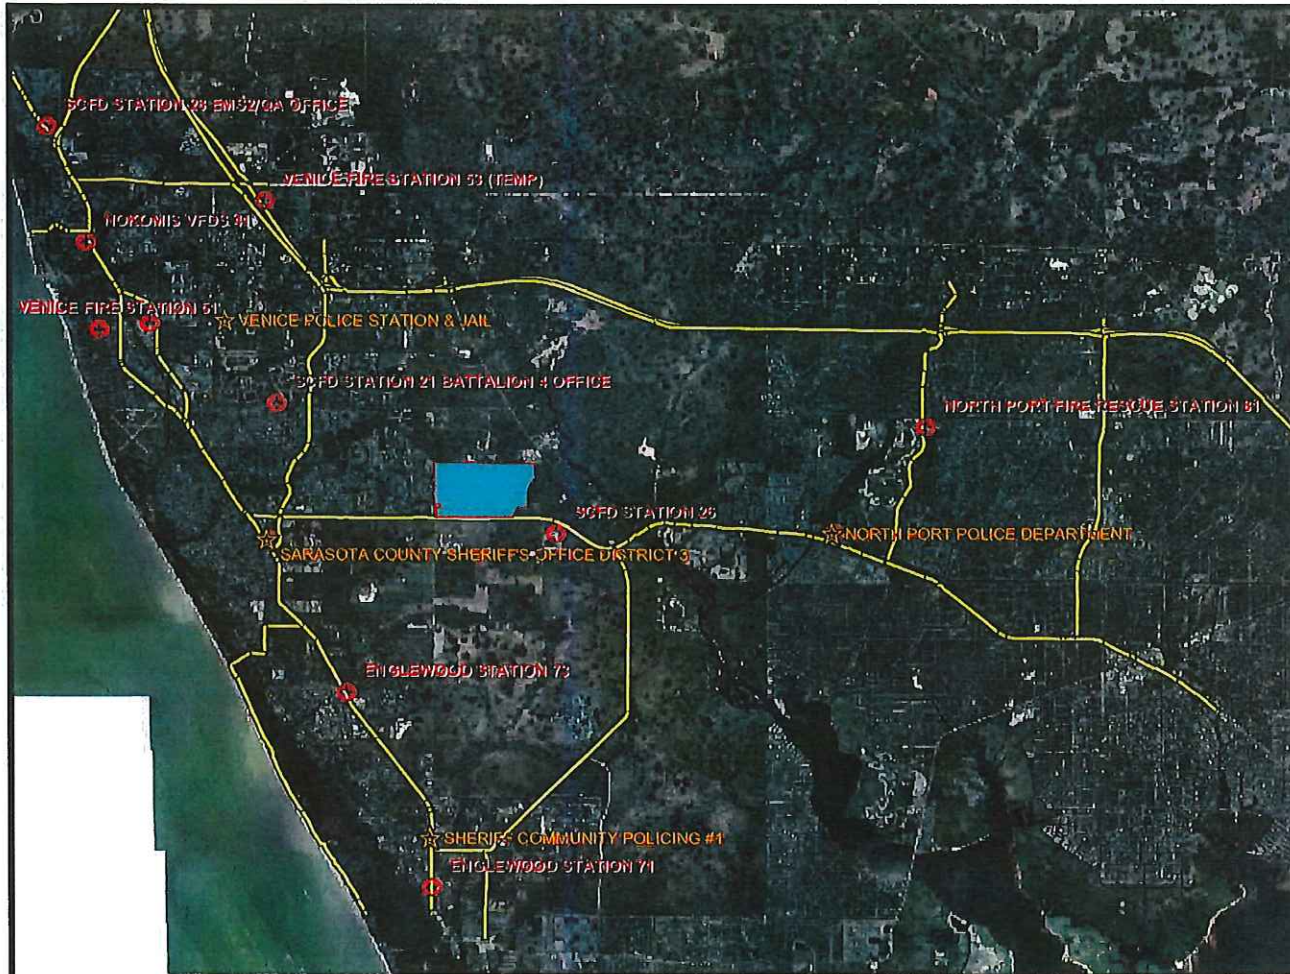 SCFD STATION 28 EMS2/QA OFFICE
VENICE FIRE STATION 53 (TEMP)
NOKOMIS VFDS 41
VENICE FIRE STATION 51
VENICE POLICE STATION & JAIL
SCFD STATION 21 BATTALION 4 OFFICE
NORTH PORT FIRE RESCUE STATION 81
SCFD STATION 26
NORTH PORT POLICE DEPARTMENT
SARASOTA COUNTY SHERIFF'S OFFICE DISTRICT 3
ENGLEWOOD STATION 73
SHERIFF COMMUNITY POLICING #1
ENGLEWOOD STATION 71